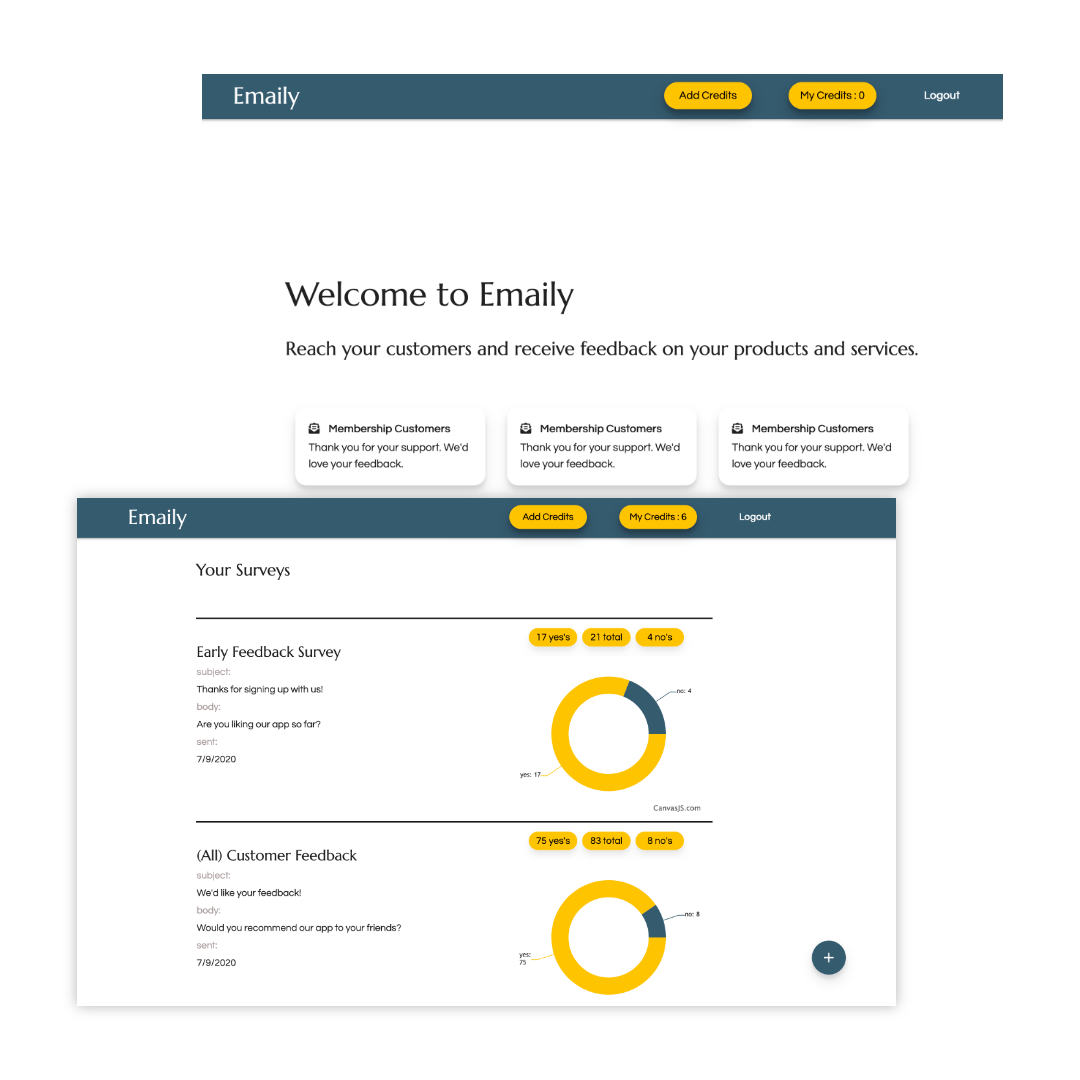 Emaily
Add Credits
My Credits : 0
Logout
Welcome to Emaily
Reach your customers and receive feedback on your products and services.
Membership Customers
Thank you for your support. We'd
love your feedback.
Membership Customers
Thank you for your support. We'd
love your feedback.
Membership Customers
Thank you for your support. We'd
love your feedback.
Emaily
Add Credits
My Credits : 6
Logout
Your Surveys
Early Feedback Survey
subject:
Thanks for signing up with us!
body:
Are you liking our app so far?
sent:
7/9/2020
17 yes's
21 total
4 no's
no: 4
yes: 17
CanvasJS.com
(All) Customer Feedback
subject:
We'd like your feedback!
body:
Would you recommend our app to your friends?
sent:
7/9/2020
75 yes's
83 total
8 no's
no: 8
yes:
75
+